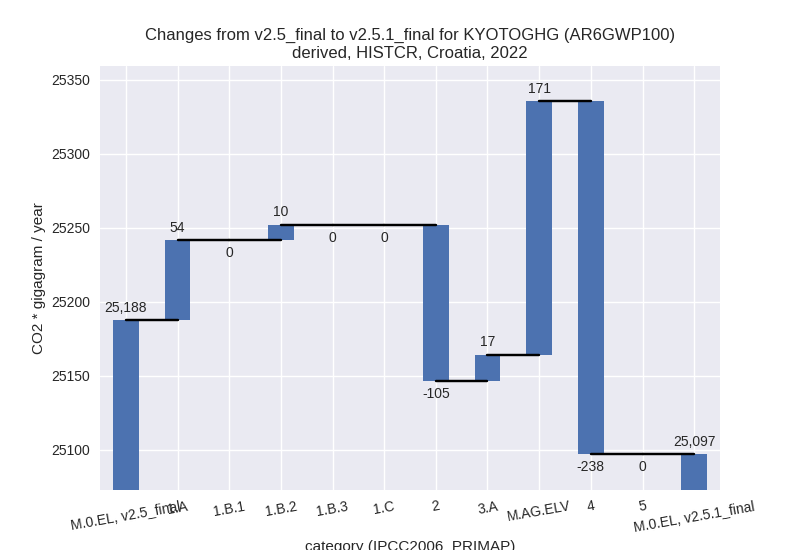 Changes from v2.5_final to v2.5.1_final for KYOTOGHG (AR6GWP100)
derived, HISTCR, Croatia, 2022
CO2 * gigagram / year
25350
25300
25250
25200
25150
25100
25,188
54
0
10
0
0
-105
17
171
-238
0
25,097
M.0.EL, v2.5_final
1.A
1.B.1
1.B.2
1.B.3
1.C
2
3.A
M.AG.ELV
4
5
M.0.EL, v2.5.1_final
category (IPCC2006_PRIMAP)